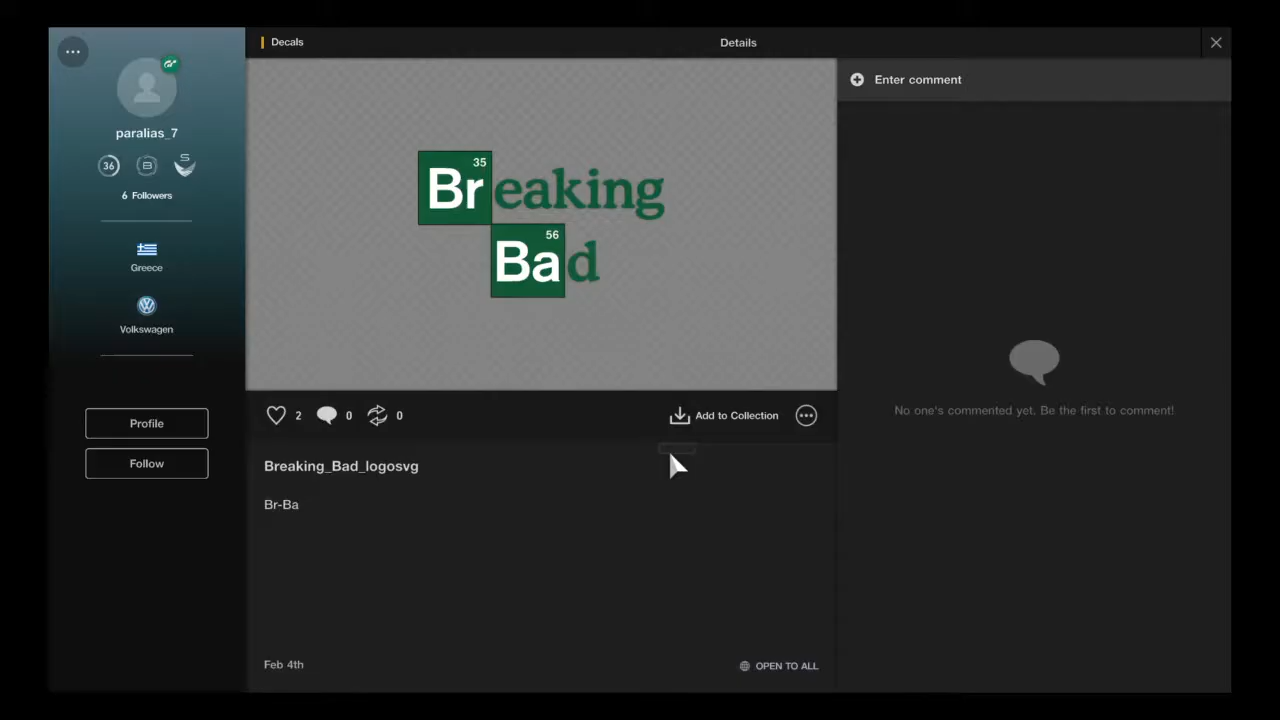 Decals
Details
paralias_7
36
B
S
6 Followers
Greece
Volkswagen
Profile
Follow
35
Breaking
56
Bad
2
0
0
Add to Collection
Breaking_Bad_logosvg
Br-Ba
Feb 4th
OPEN TO ALL
Enter comment
No one's commented yet. Be the first to comment!